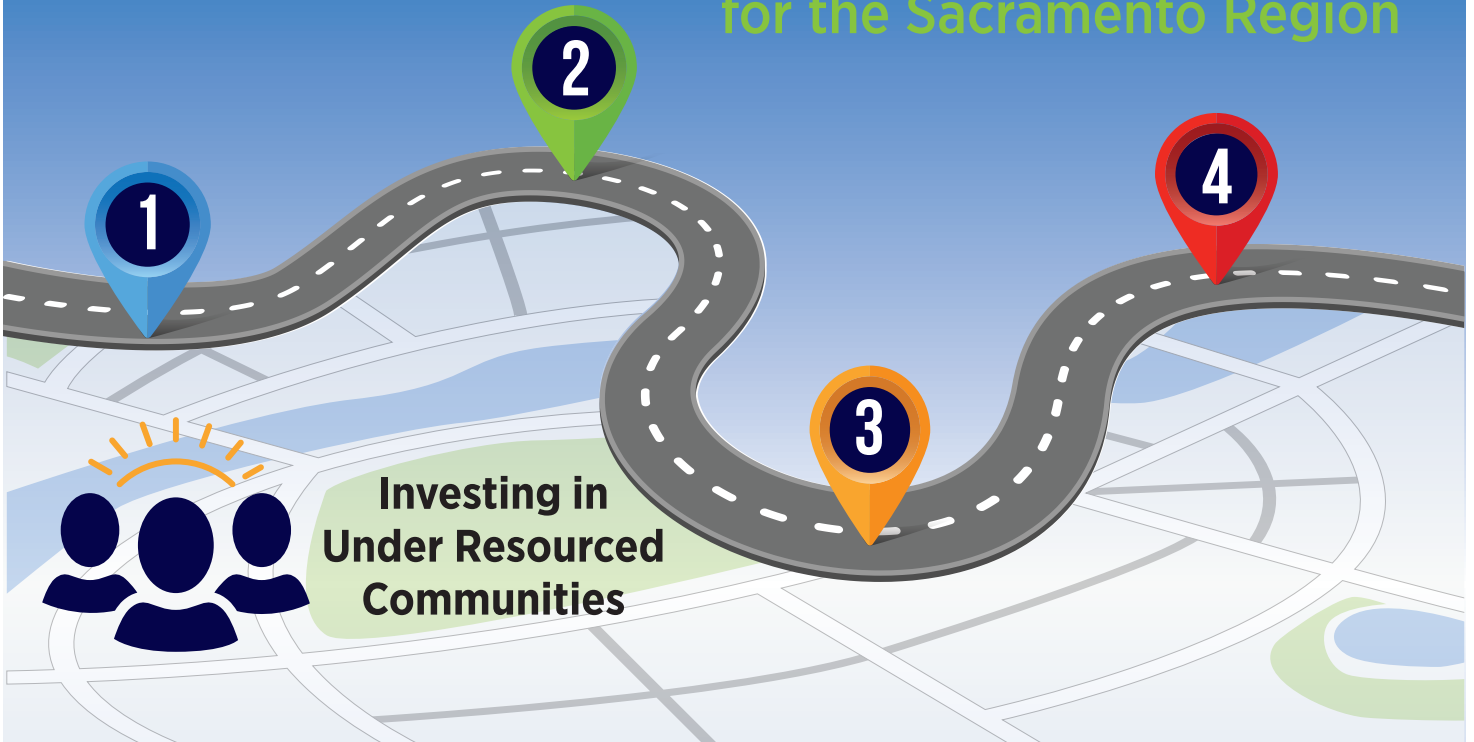 for the Sacramento Region
2
4
1
3
Investing in
Under Resourced
Communities